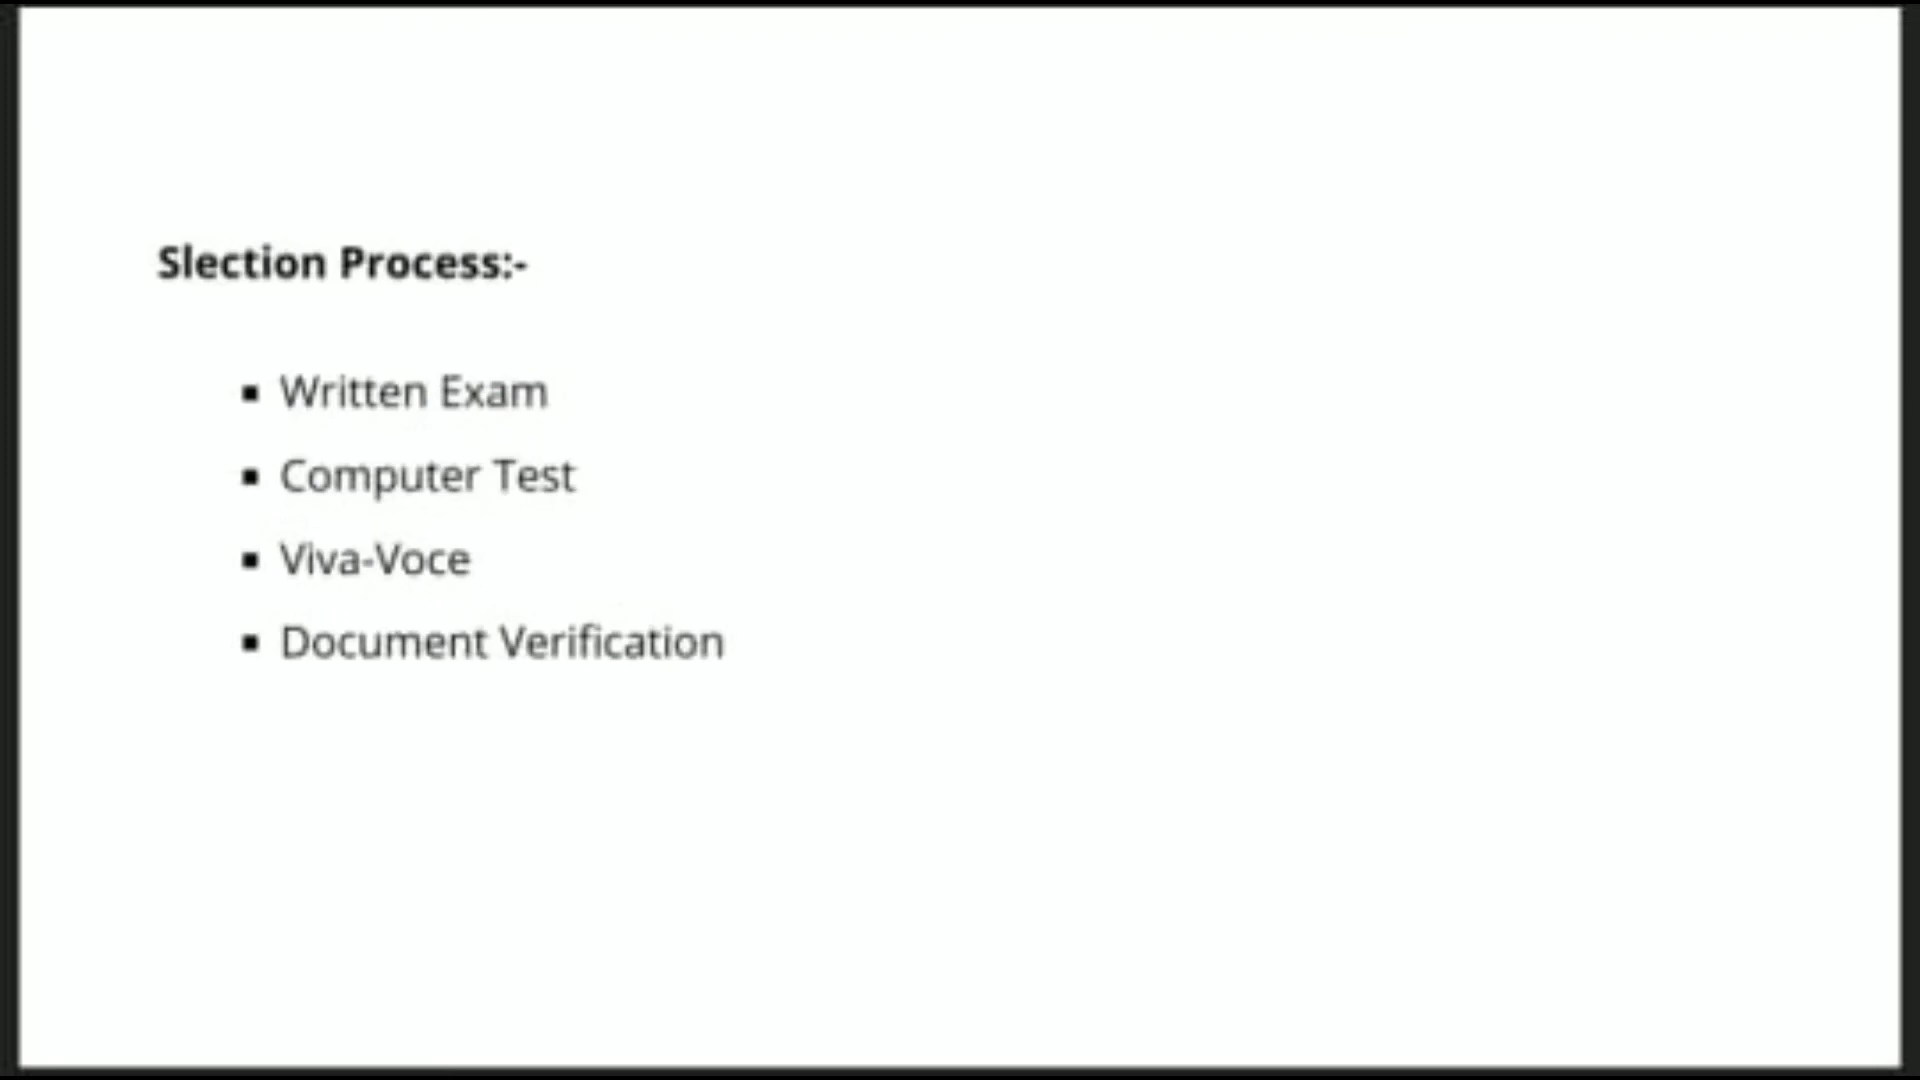 Slection Process:-
▪ Written Exam
▪ Computer Test
▪ Viva-Voce
▪ Document Verification